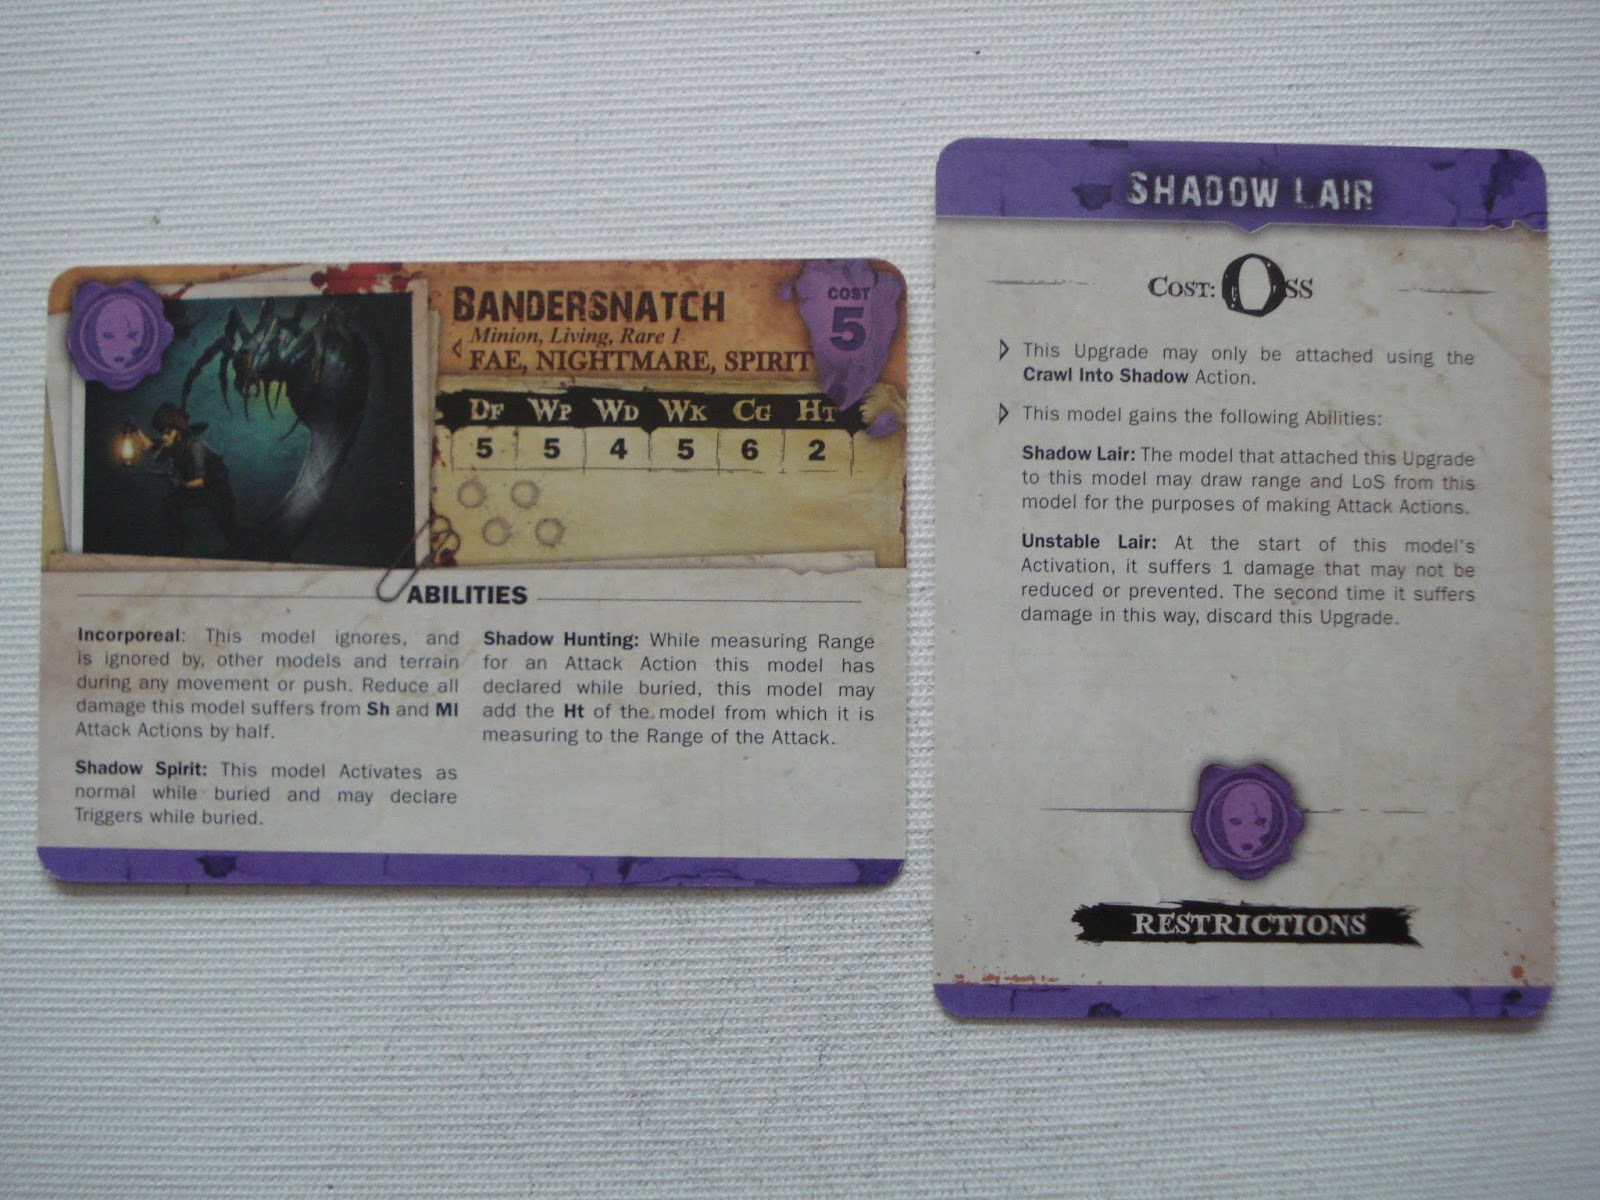 BANDERSNATCH
Minion, Living, Rare 1
FAE, NIGHTMARE, SPIRIT
COST
5
DF WP WD WK CG HT
5 5 4 5 6 2
ABILITIES
Incorporeal: This model ignores, and
is ignored by, other models and terrain
during any movement or push. Reduce all
damage this model suffers from Sh and Ml
Attack Actions by half.
Shadow Spirit: This model Activates as
normal while buried and may declare
Triggers while buried.
Shadow Hunting: While measuring Range
for an Attack Action this model has
declared while buried, this model may
add the Ht of the model from which it is
measuring to the Range of the Attack.
SHADOW LAIR
COST: 0SS
This Upgrade may only be attached using the
Crawl Into Shadow Action.
This model gains the following Abilities:
Shadow Lair: The model that attached this Upgrade
to this model may draw range and LoS from this
model for the purposes of making Attack Actions.
Unstable Lair: At the start of this model's
Activation, it suffers 1 damage that may not be
reduced or prevented. The second time it suffers
damage in this way, discard this Upgrade.
RESTRICTIONS